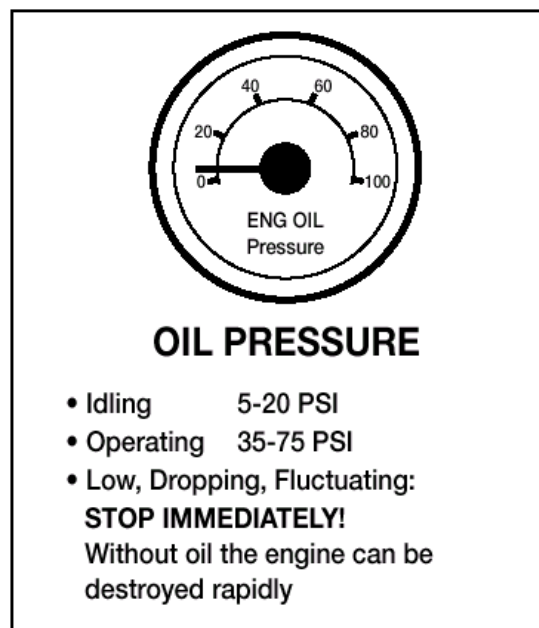 40 60
20 80
0 100
ENG OIL
Pressure
OIL PRESSURE
• Idling 5-20 PSI
• Operating 35-75 PSI
• Low, Dropping, Fluctuating:
STOP IMMEDIATELY!
Without oil the engine can be
destroyed rapidly